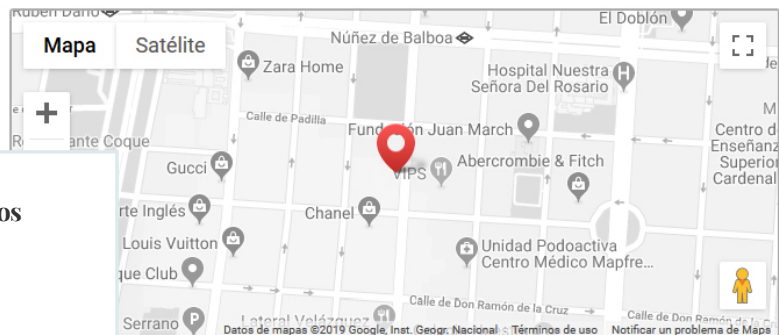 Rubén Darío
El Doblón
Núñez de Balboa
Mapa
Satélite
Zara Home
Hospital Nuestra
Señora Del Rosario
+
Calle de Padilla
Fundación Juan March
Centro d
Enseñanz
Superior
Cardenal
ante Coque
Gucci
VIPS
Abercrombie & Fitch
os
rte Inglés
Chanel
Louis Vuitton
Unidad Podoactiva
Centro Médico Mapfre...
que Club
Calle de Don Ramón de la Cruz
Calle de Don Ramón de la
Serrano
Lateral Velázquez
Datos de mapas ©2019 Google, Inst. Geogr. Nacional
Términos de uso
Notificar un problema de Maps